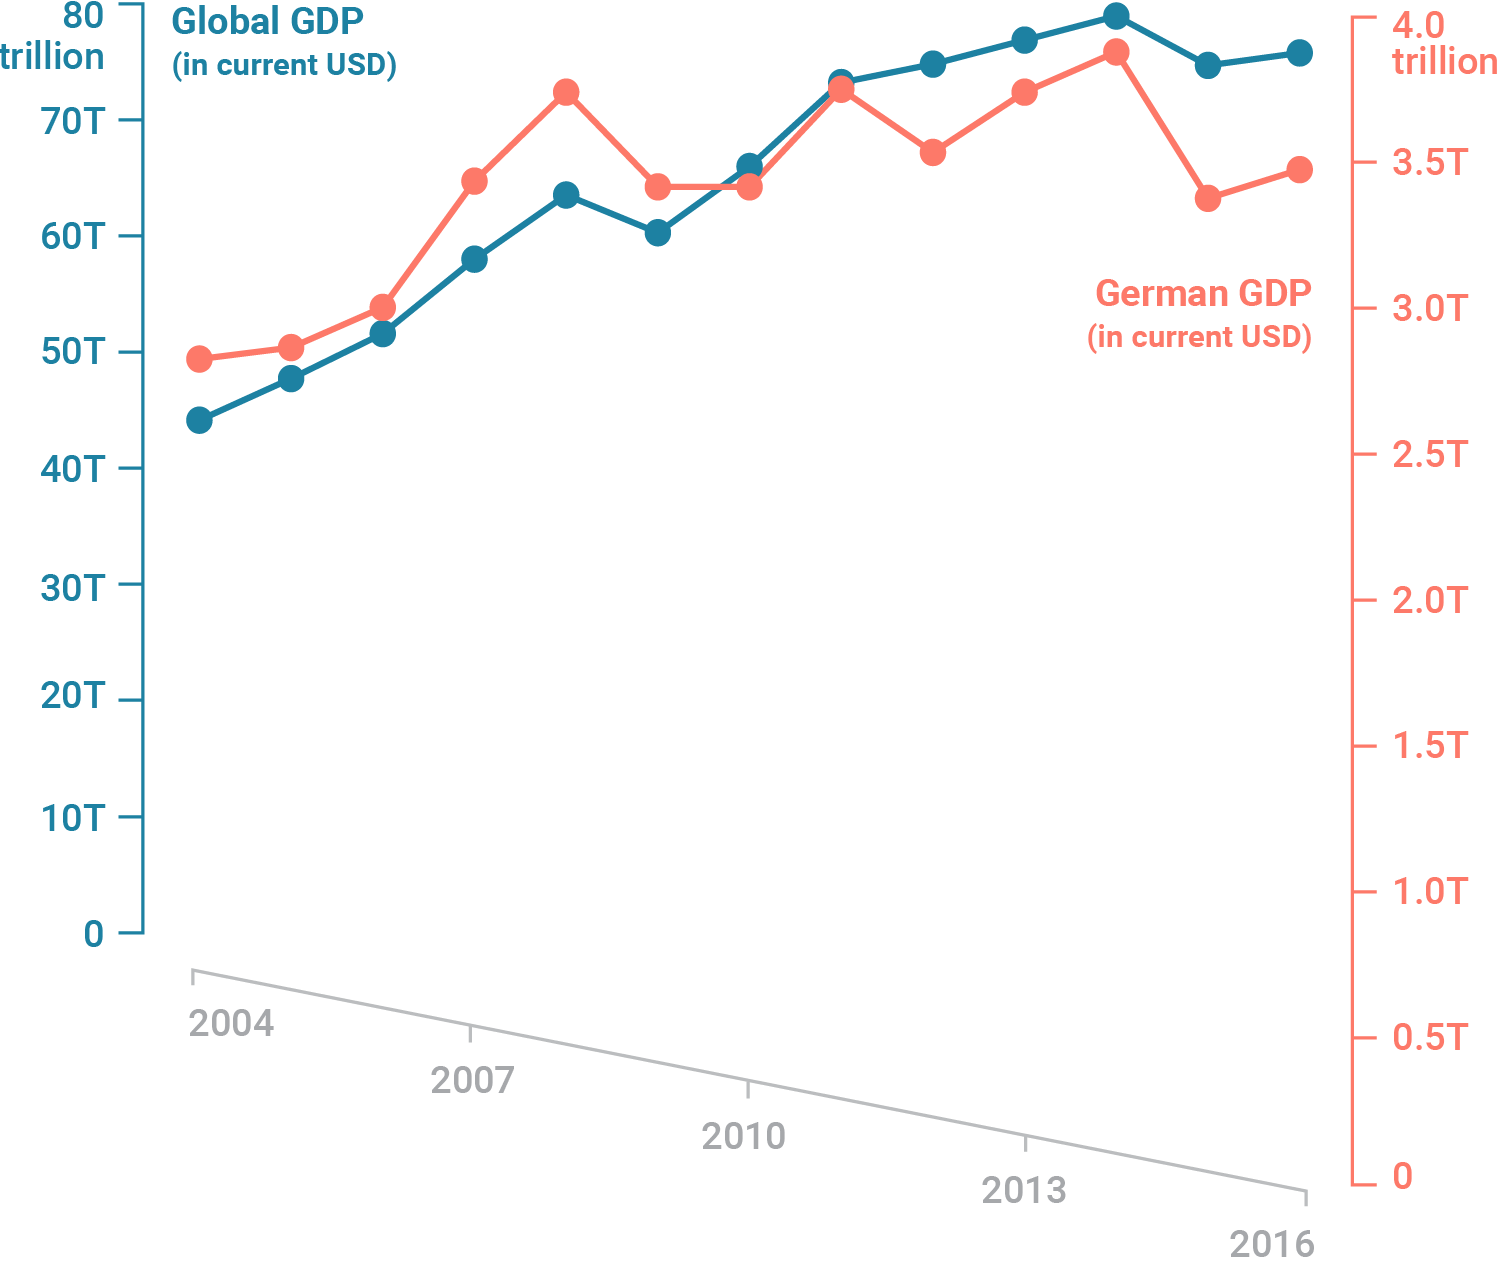 80
trillion
70T
60T
50T
40T
30T
20T
10T
0
Global GDP
(in current USD)
German GDP
(in current USD)
4.0
trillion
3.5T
3.0T
2.5T
2.0T
1.5T
1.0T
0.5T
0
2004
2007
2010
2013
2016